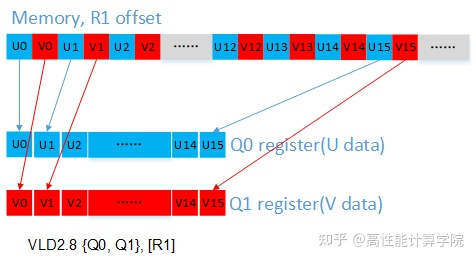 Memory, R1 offset
U0 V0 U1 V1 U2 V2 ······ U12 V12 U13 V13 U14 V14 U15 V15 ······
U0 U1 U2 ······ U14 U15
Q0 register(U data)
V0 V1 V2 ······ V14 V15
Q1 register(V data)
VLD2.8 {Q0, Q1}, [R1]
知乎 @高性能计算学院